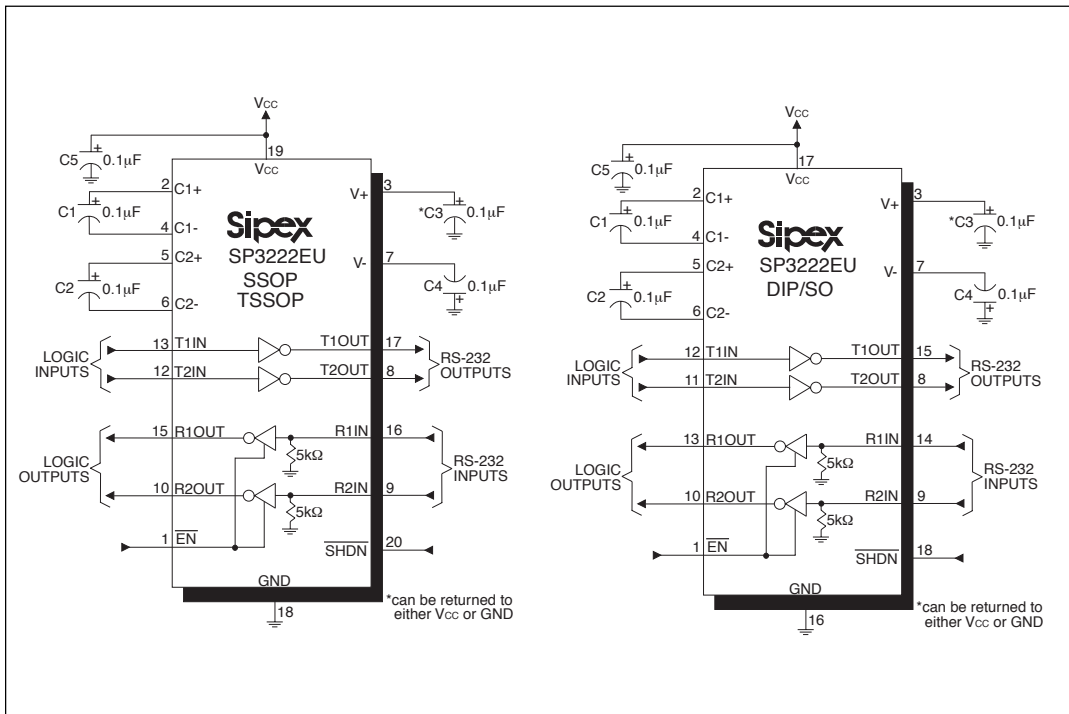 VCC
19
VCC
C5
+
0.1µF
2
C1+
C1
+
0.1µF
4
C1-
5
C2+
C2
+
0.1µF
6
C2-
Sipex
SP3222EU
SSOP
TSSOP
V+
3
*C3
+
0.1µF
V-
7
C4
+
0.1µF
LOGIC
INPUTS
13
T1IN
T1OUT
17
12
T2IN
T2OUT
8
RS-232
OUTPUTS
LOGIC
OUTPUTS
15
R1OUT
R1IN
16
5kΩ
10
R2OUT
R2IN
9
5kΩ
RS-232
INPUTS
1
EN
SHDN
20
GND
18
*can be returned to
either VCC or GND
VCC
17
VCC
C5
+
0.1µF
2
C1+
C1
+
0.1µF
4
C1-
5
C2+
C2
+
0.1µF
6
C2-
Sipex
SP3222EU
DIP/SO
V+
3
*C3
+
0.1µF
V-
7
C4
+
0.1µF
LOGIC
INPUTS
12
T1IN
T1OUT
15
11
T2IN
T2OUT
8
RS-232
OUTPUTS
LOGIC
OUTPUTS
13
R1OUT
R1IN
14
5kΩ
10
R2OUT
R2IN
9
5kΩ
RS-232
INPUTS
1
EN
SHDN
18
GND
16
*can be returned to
either VCC or GND